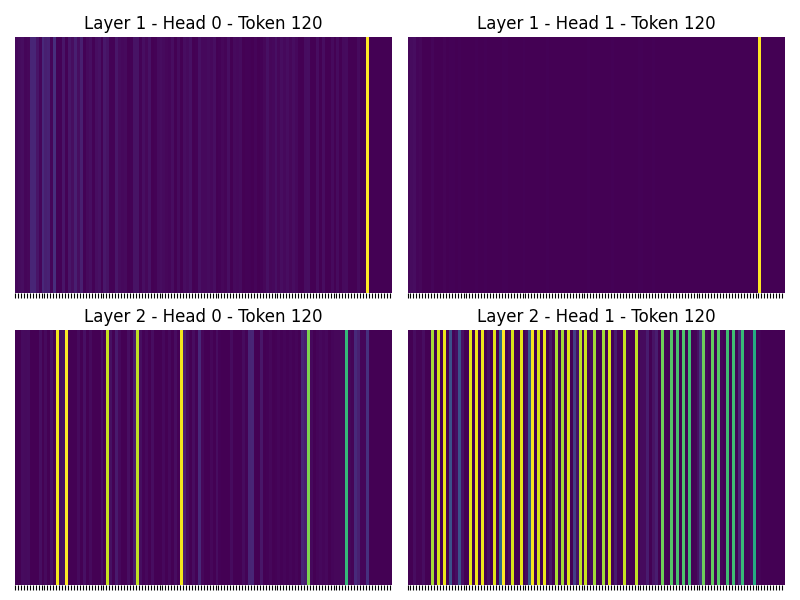 Layer 1 - Head 0 - Token 120
Layer 1 - Head 1 - Token 120
Layer 2 - Head 0 - Token 120
Layer 2 - Head 1 - Token 120